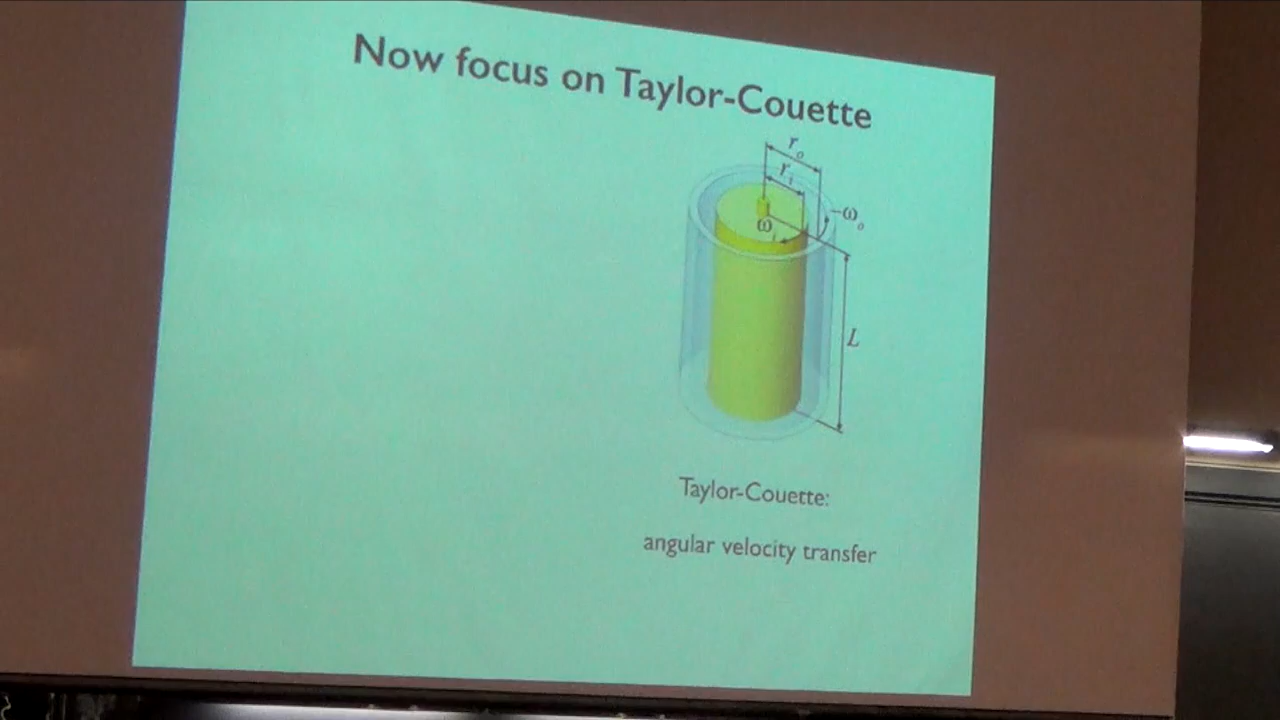 Now focus on Taylor-Couette
r_o
r_i
-ω_o
ω_i
L
Taylor-Couette:
angular velocity transfer